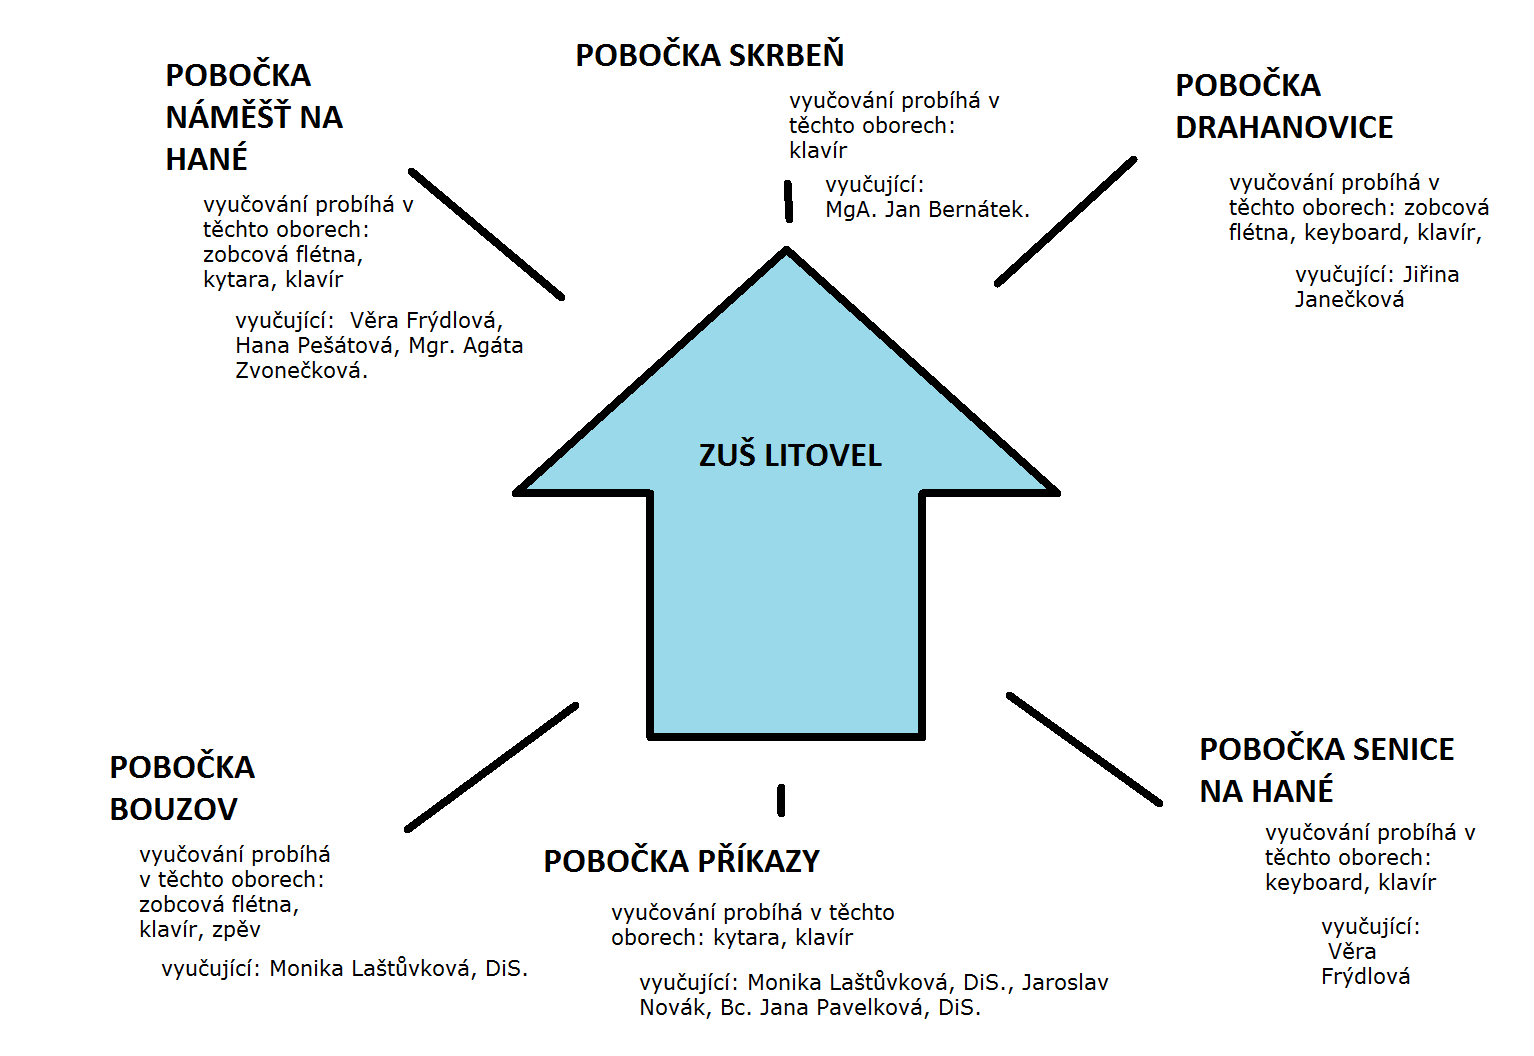 POBOČKA
NÁMĚŠŤ NA
HANÉ
vyučování probíhá v
těchto oborech:
zobcová flétna,
kytara, klavír
vyučující:  Věra Frýdlová,
Hana Pešátová, Mgr. Agáta
Zvonečková.
POBOČKA SKRBEŇ
vyučování probíhá v
těchto oborech:
klavír
vyučující:
MgA. Jan Bernátek.
POBOČKA
DRAHANOVICE
vyučování probíhá v
těchto oborech: zobcová
flétna, keyboard, klavír,
vyučující: Jiřina
Janečková
ZUŠ LITOVEL
POBOČKA
BOUZOV
vyučování probíhá
v těchto oborech:
zobcová flétna,
klavír, zpěv
vyučující: Monika Laštůvková, DiS.
POBOČKA PŘÍKAZY
vyučování probíhá v těchto
oborech: kytara, klavír
vyučující: Monika Laštůvková, DiS., Jaroslav
Novák, Bc. Jana Pavelková, DiS.
POBOČKA SENICE
NA HANÉ
vyučování probíhá v
těchto oborech:
keyboard, klavír
vyučující:
Věra
Frýdlová